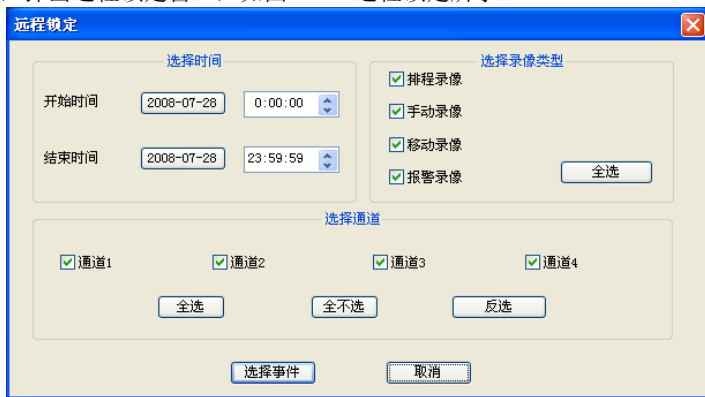 远程锁定
选择时间
开始时间 2008-07-28 0:00:00
结束时间 2008-07-28 23:59:59
选择录像类型
排程录像
手动录像
移动录像
报警录像
全选
选择通道
通道1 通道2 通道3 通道4
全选 全不选 反选
选择事件 取消